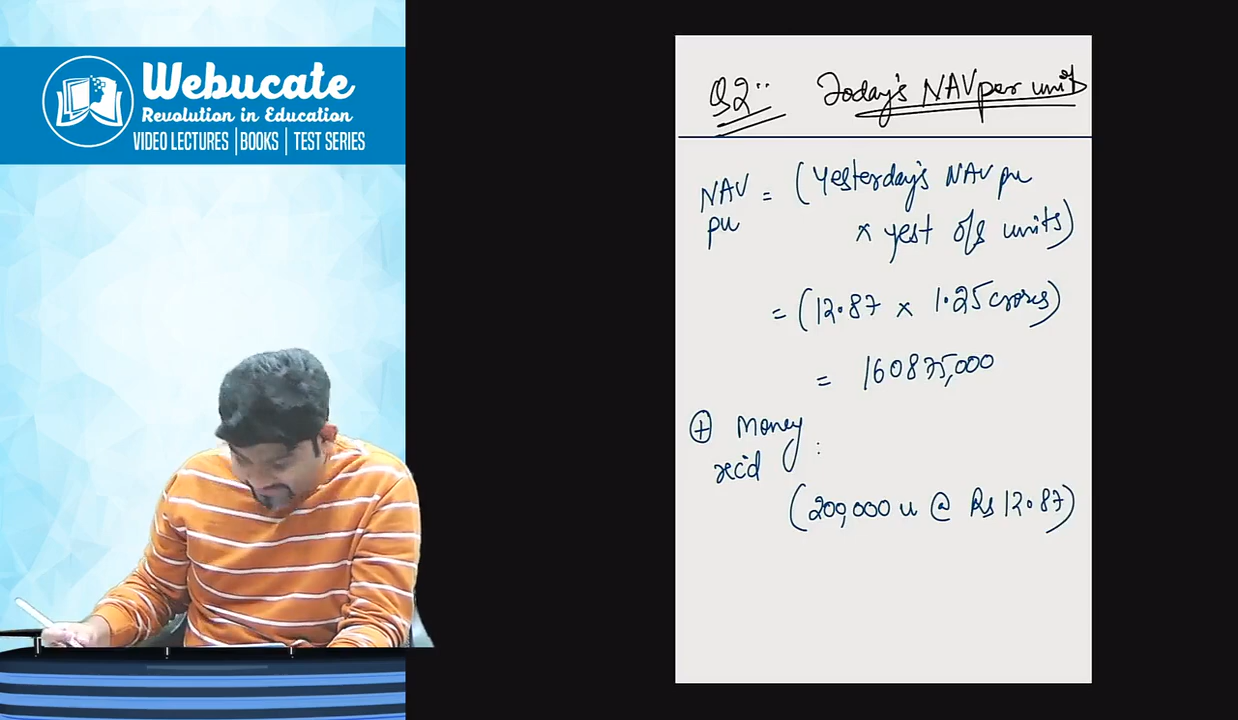 Webucate
Revolution in Education
VIDEO LECTURES | BOOKS | TEST SERIES
Q2:: Today's NAV per unit
NAV pu = (Yesterday's NAV pu
x yest o/s units)
= (12.87 x 1.25 crores)
= 160875,000
+ Money rec'd :
(200,000 u @ Rs 12.87)